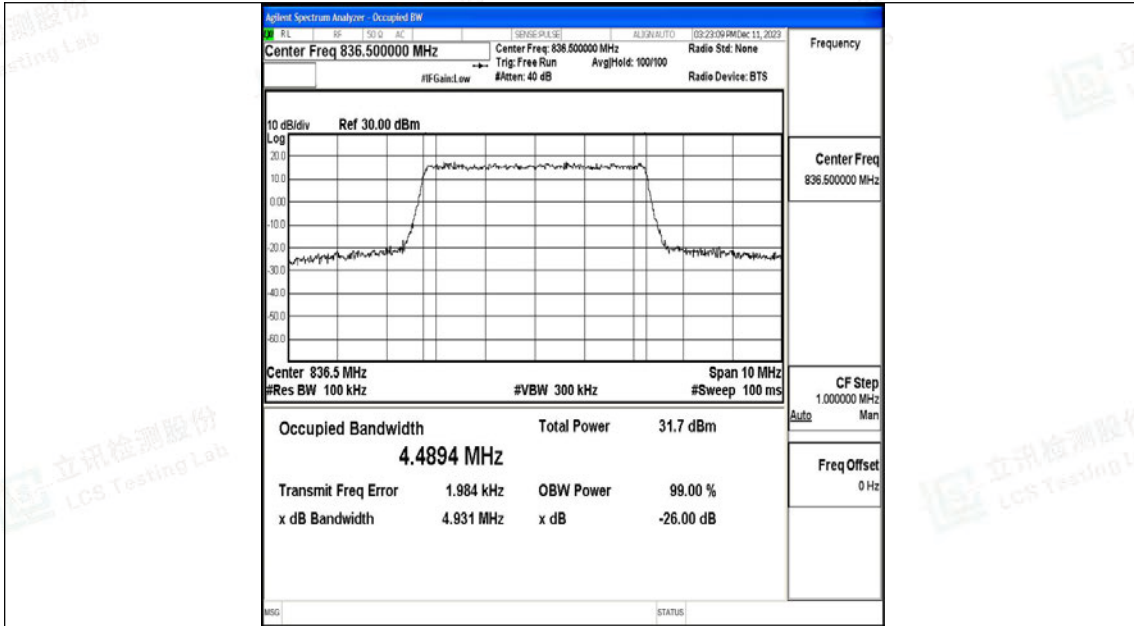 Agilent Spectrum Analyzer - Occupied BW
RL RF 50 Ω AC SENSE:PULSE ALIGNAUTO 03:23:09 PM Dec 11, 2023
Center Freq 836.500000 MHz
Center Freq: 836.500000 MHz
Radio Std: None
Trig: Free Run Avg|Hold: 100/100
#IFGain:Low
#Atten: 40 dB
Radio Device: BTS
10 dB/div Ref 30.00 dBm
Log
20.0
10.0
0.00
-10.0
-20.0
-30.0
-40.0
-50.0
-60.0
Center 836.5 MHz Span 10 MHz
#Res BW 100 kHz #VBW 300 kHz #Sweep 100 ms
Occupied Bandwidth Total Power 31.7 dBm
4.4894 MHz
Transmit Freq Error 1.984 kHz OBW Power 99.00 %
x dB Bandwidth 4.931 MHz x dB -26.00 dB
MSG STATUS
Frequency
Center Freq
836.500000 MHz
CF Step
1.000000 MHz
Auto Man
Freq Offset
0 Hz
立讯检测股份
LCS Testing Lab
立讯检测股份
LCS Testing